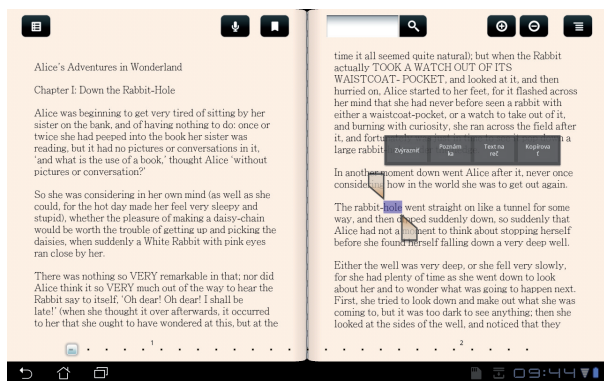 Alice's Adventures in Wonderland
Chapter I: Down the Rabbit-Hole
Alice was beginning to get very tired of sitting by her
sister on the bank, and of having nothing to do: once or
twice she had peeped into the book her sister was
reading, but it had no pictures or conversations in it,
'and what is the use of a book,' thought Alice 'without
pictures or conversation?'
So she was considering in her own mind (as well as she
could, for the hot day made her feel very sleepy and
stupid), whether the pleasure of making a daisy-chain
would be worth the trouble of getting up and picking the
daisies, when suddenly a White Rabbit with pink eyes
ran close by her.
There was nothing so VERY remarkable in that; nor did
Alice think it so VERY much out of the way to hear the
Rabbit say to itself, 'Oh dear! Oh dear! I shall be
late!' (when she thought it over afterwards, it occurred
to her that she ought to have wondered at this, but at the
1
time it all seemed quite natural); but when the Rabbit
actually TOOK A WATCH OUT OF ITS
WAISTCOAT- POCKET, and looked at it, and then
hurried on, Alice started to her feet, for it flashed across
her mind that she had never before seen a rabbit with
either a waistcoat-pocket, or a watch to take out of it,
and burning with curiosity, she ran across the field after
it, and
large rabbit
Zvýrazně
Poznám
ka
Text na
reč
Kopírova
ť
In another moment down went Alice after it, never once
considering how in the world she was to get out again.
The rabbit-hole went straight on like a tunnel for some
way, and then dipped suddenly down, so suddenly that
Alice had not a moment to think about stopping herself
before she found herself falling down a very deep well.
Either the well was very deep, or she fell very slowly,
for she had plenty of time as she went down to look
about her and to wonder what was going to happen next.
First, she tried to look down and make out what she was
coming to, but it was too dark to see anything; then she
looked at the sides of the well, and noticed that they
2
09:44